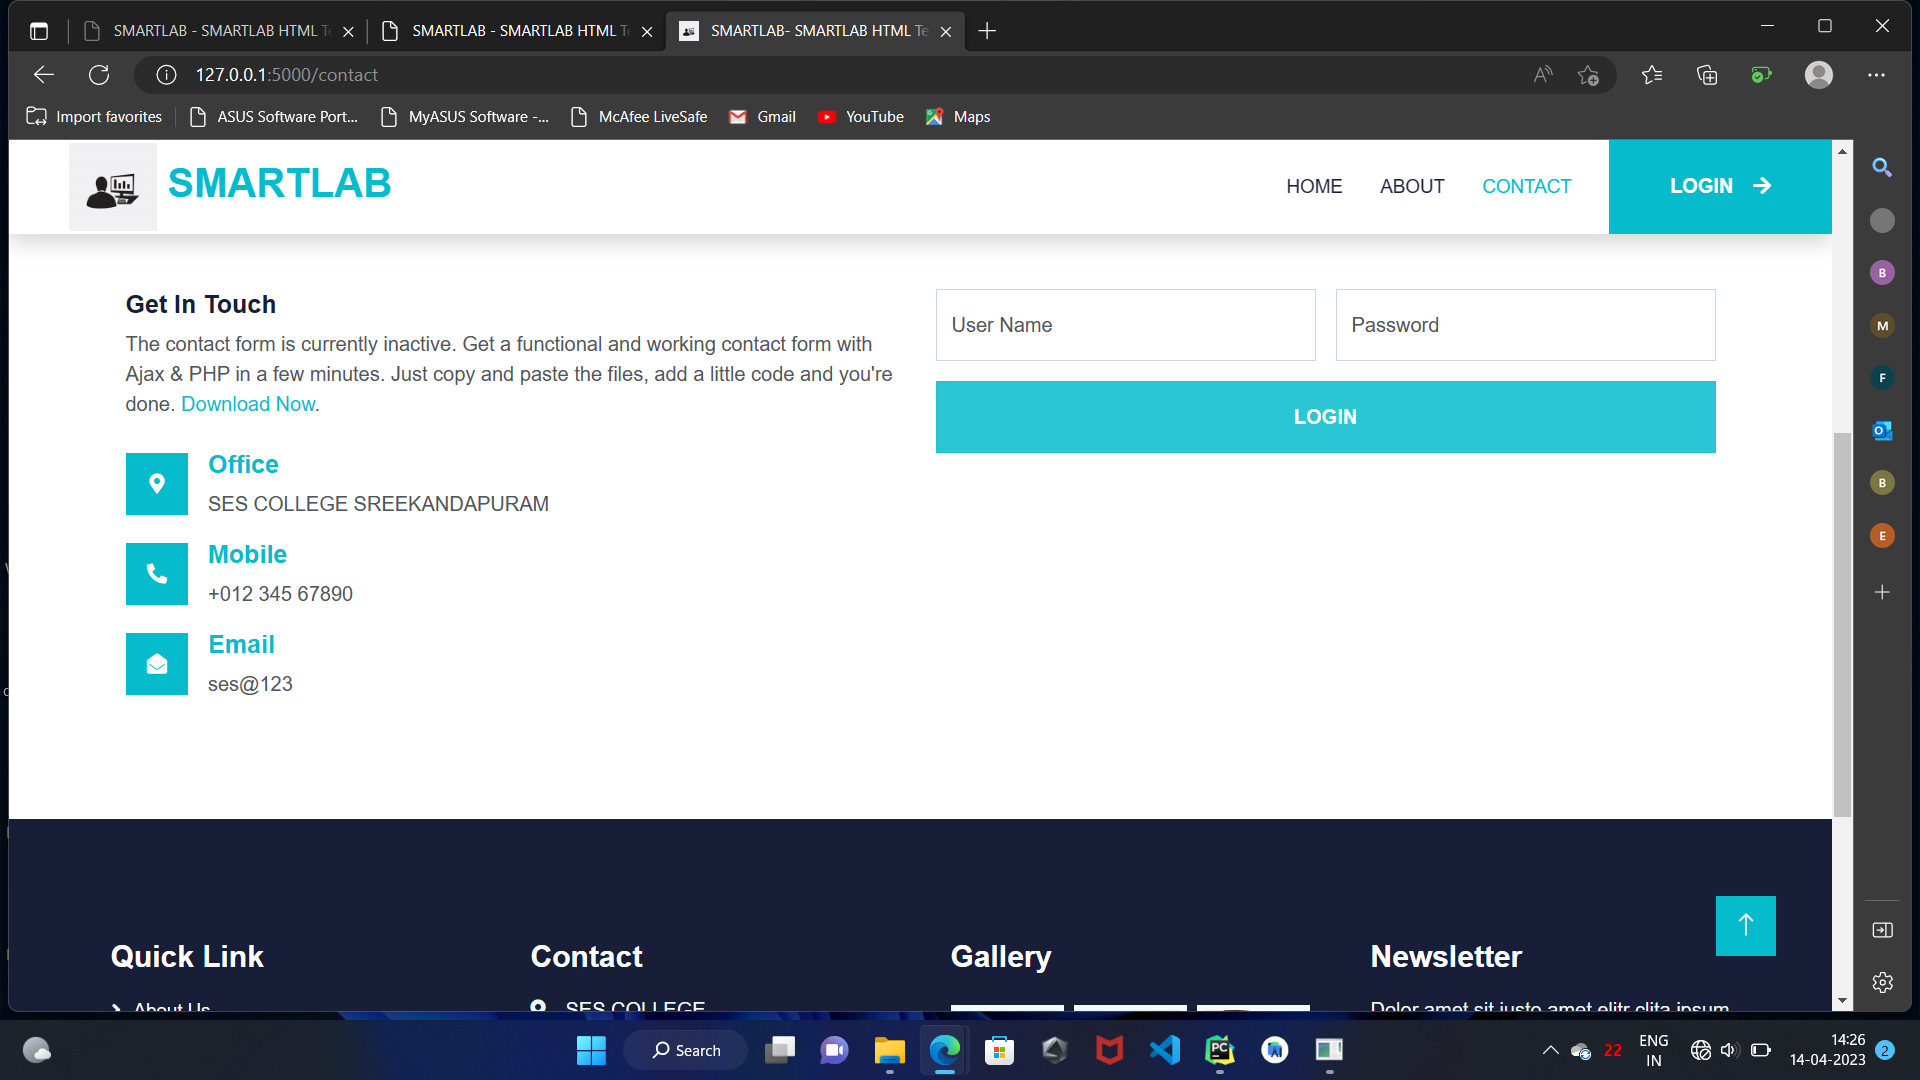 SMARTLAB - SMARTLAB HTML Te
SMARTLAB - SMARTLAB HTML Te
SMARTLAB- SMARTLAB HTML Te
127.0.0.1:5000/contact
Import favorites
ASUS Software Port...
MyASUS Software -...
McAfee LiveSafe
Gmail
YouTube
Maps
SMARTLAB
HOME
ABOUT
CONTACT
LOGIN
Get In Touch
The contact form is currently inactive. Get a functional and working contact form with
Ajax & PHP in a few minutes. Just copy and paste the files, add a little code and you're
done. Download Now.
Office
SES COLLEGE SREEKANDAPURAM
Mobile
+012 345 67890
Email
ses@123
User Name
Password
LOGIN
B
M
F
B
E
Quick Link
About Us
Contact
SES COLLEGE
Gallery
Newsletter
Dolor amet sit justo amet elitr clita ipsum
Search
22
ENG
IN
14:26
14-04-2023
2